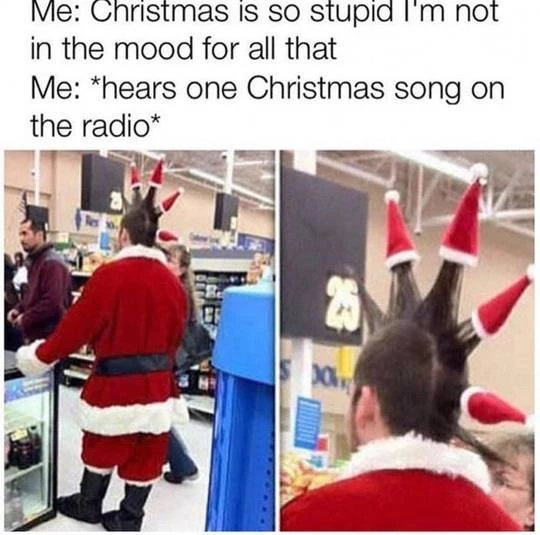 Me: Christmas is so stupid I'm not
in the mood for all that
Me: *hears one Christmas song on
the radio*
25